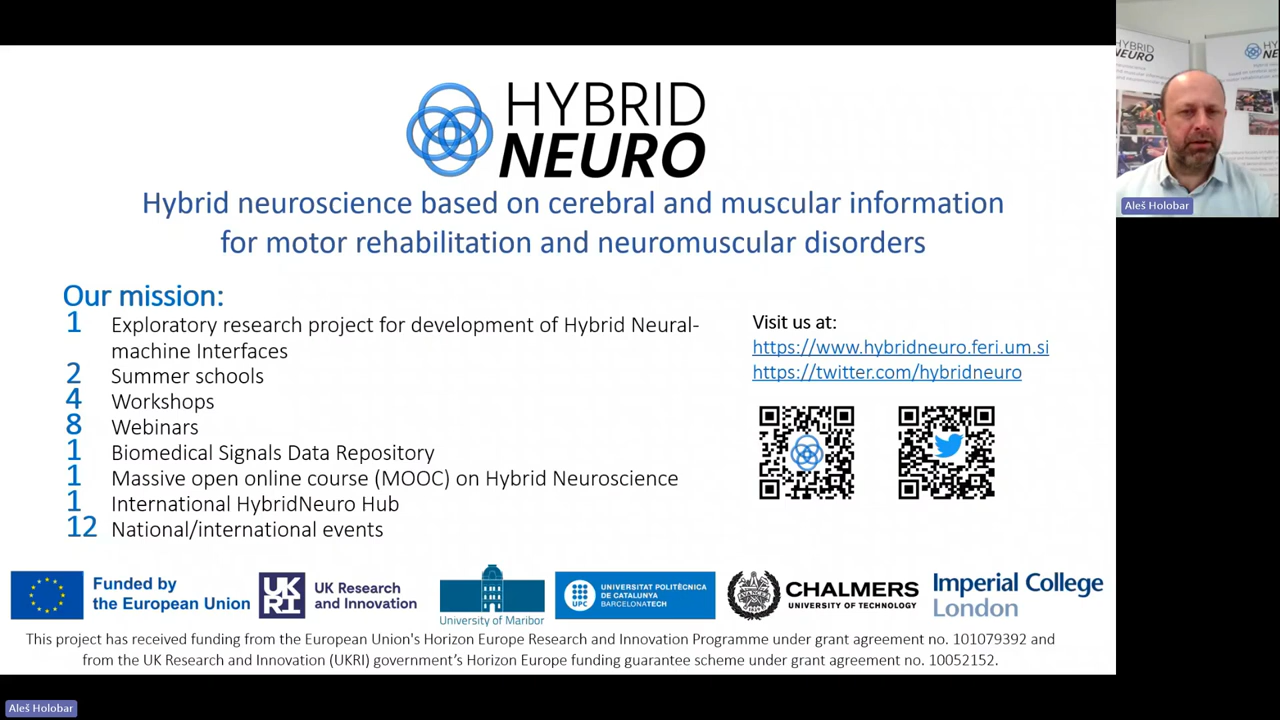 HYBRID
NEURO
Hybrid neuroscience based on cerebral and muscular information
for motor rehabilitation and neuromuscular disorders
Our mission:
1 Exploratory research project for development of Hybrid Neural-
machine Interfaces
2 Summer schools
4 Workshops
8 Webinars
1 Biomedical Signals Data Repository
1 Massive open online course (MOOC) on Hybrid Neuroscience
1 International HybridNeuro Hub
12 National/international events
Visit us at:
https://www.hybridneuro.feri.um.si
https://twitter.com/hybridneuro
Funded by
the European Union
UK
RI
UK Research
and Innovation
University of Maribor
UPC
UNIVERSITAT POLITÈCNICA
DE CATALUNYA
BARCELONATECH
CHALMERS
UNIVERSITY OF TECHNOLOGY
Imperial College
London
This project has received funding from the European Union's Horizon Europe Research and Innovation Programme under grant agreement no. 101079392 and
from the UK Research and Innovation (UKRI) government’s Horizon Europe funding guarantee scheme under grant agreement no. 10052152.
HYBRID
NEURO
NE
Aleš Holobar
Aleš Holobar